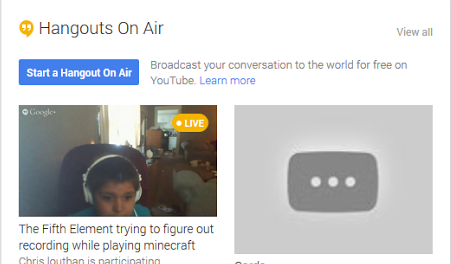 Hangouts On Air
View all
Start a Hangout On Air
Broadcast your conversation to the world for free on
YouTube. Learn more
Google+
LIVE
The Fifth Element trying to figure out
recording while playing minecraft
Chris louthan is participating